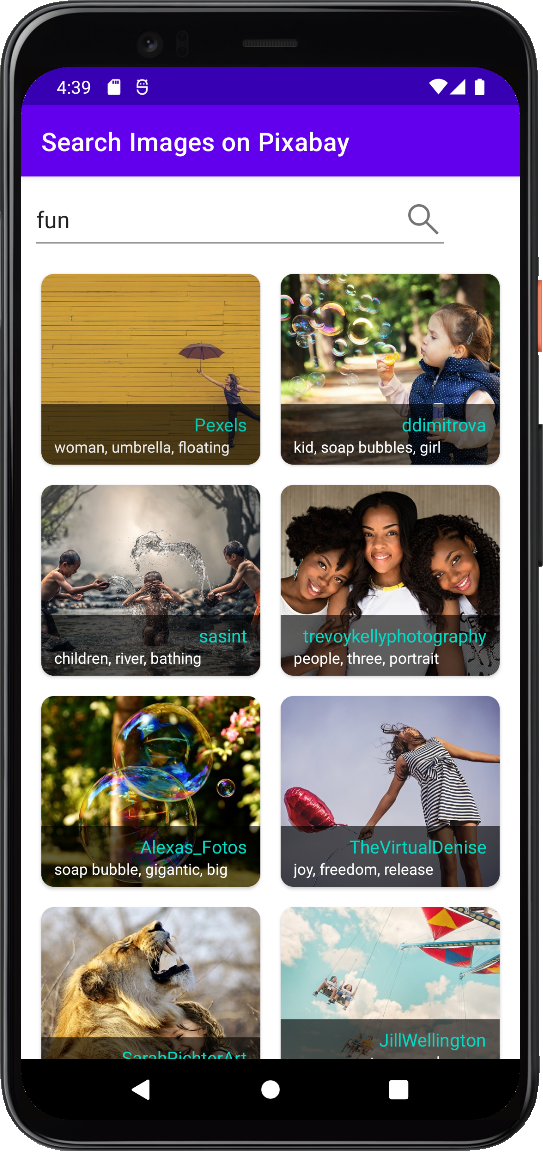 4:39
Search Images on Pixabay
fun
Pexels
woman, umbrella, floating
ddimitrova
kid, soap bubbles, girl
sasint
children, river, bathing
trevoykellyphotography
people, three, portrait
Alexas_Fotos
soap bubble, gigantic, big
TheVirtualDenise
joy, freedom, release
SarahRichterArt
JillWellington